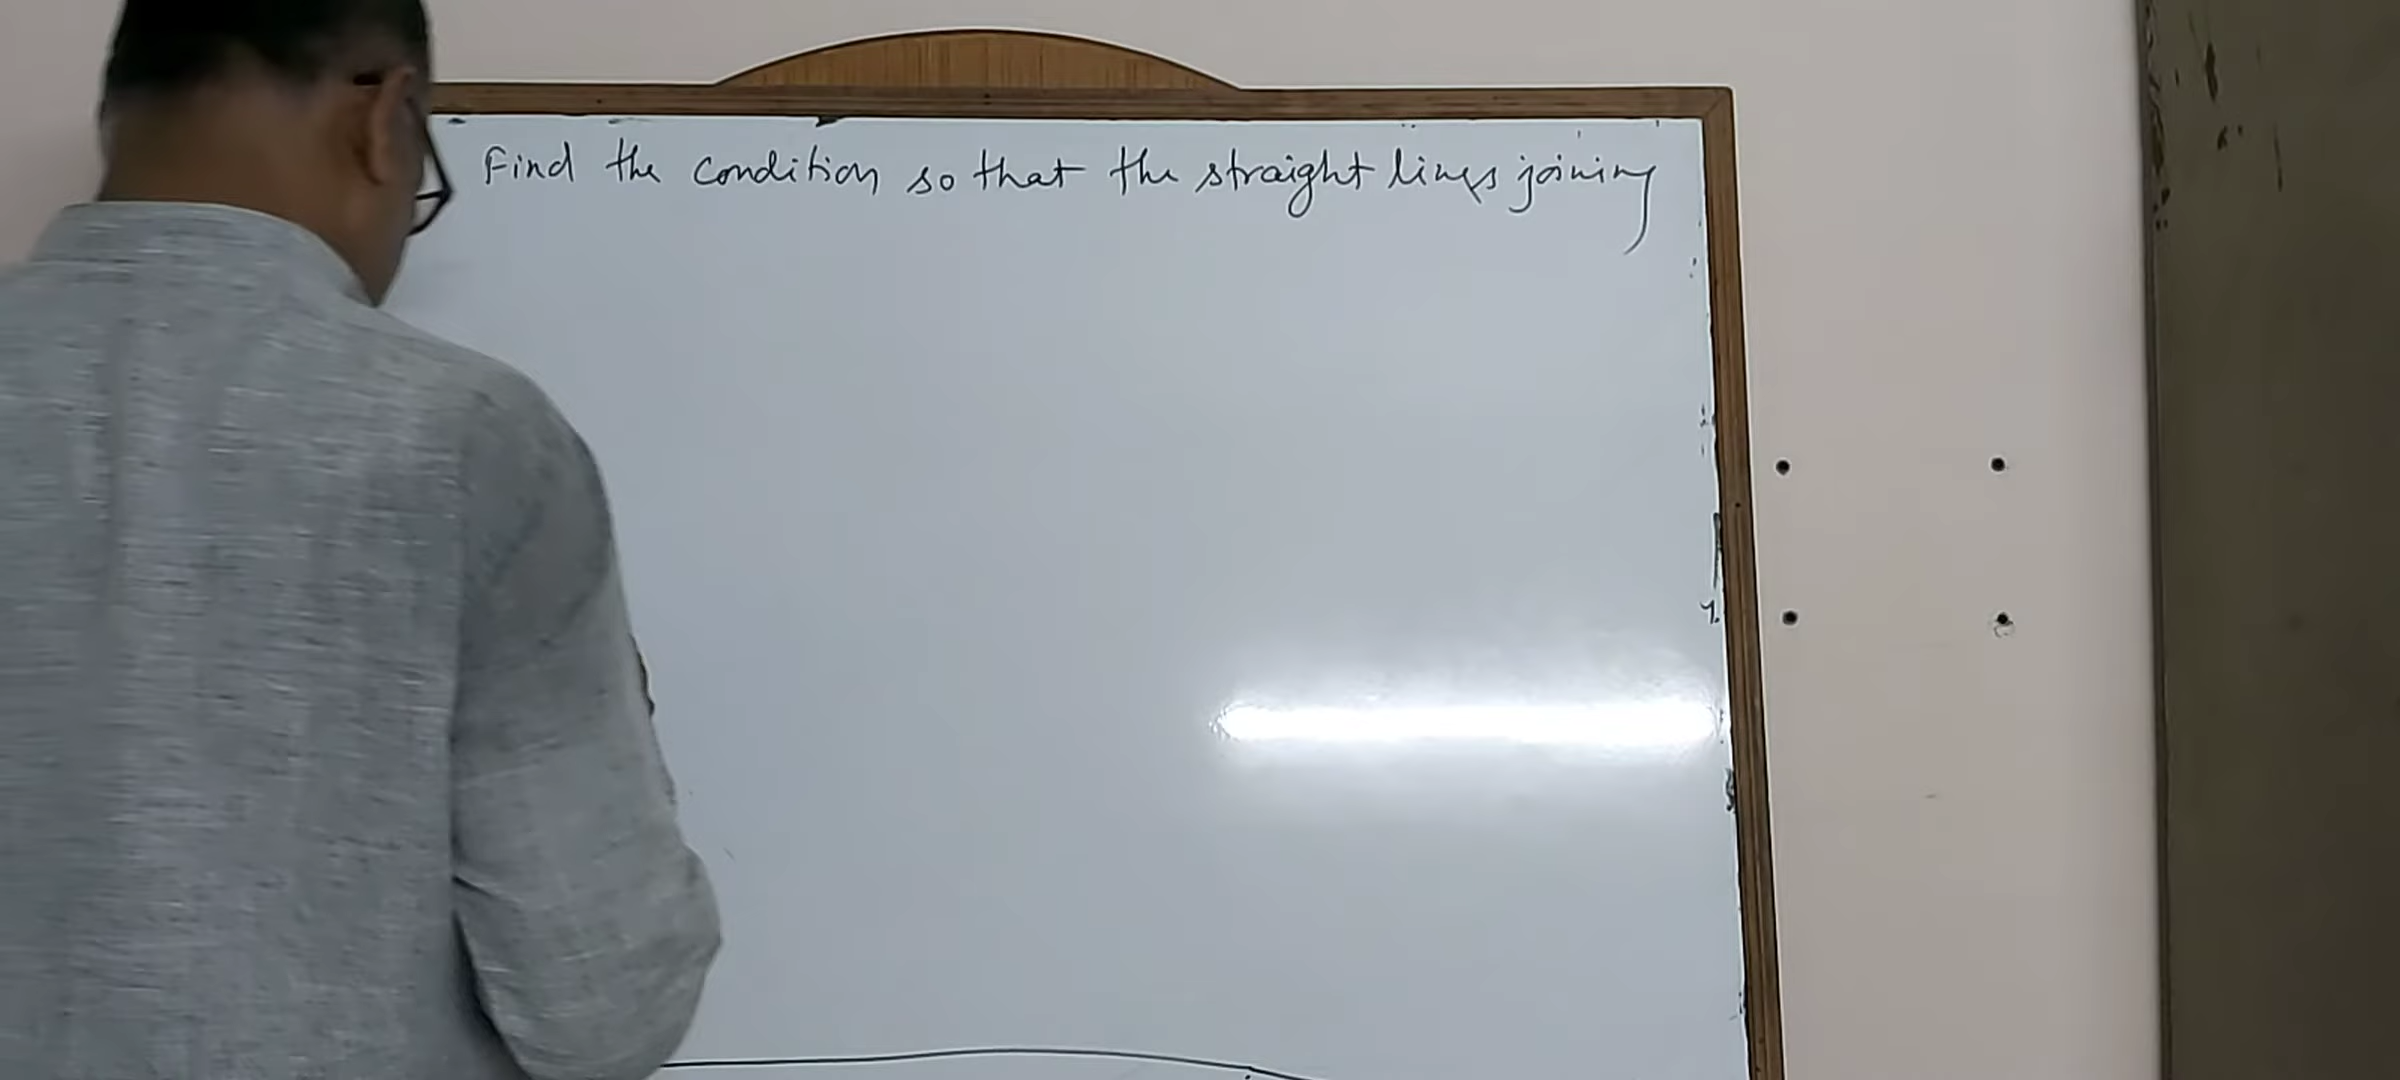 Find the condition so that the straight lines joining